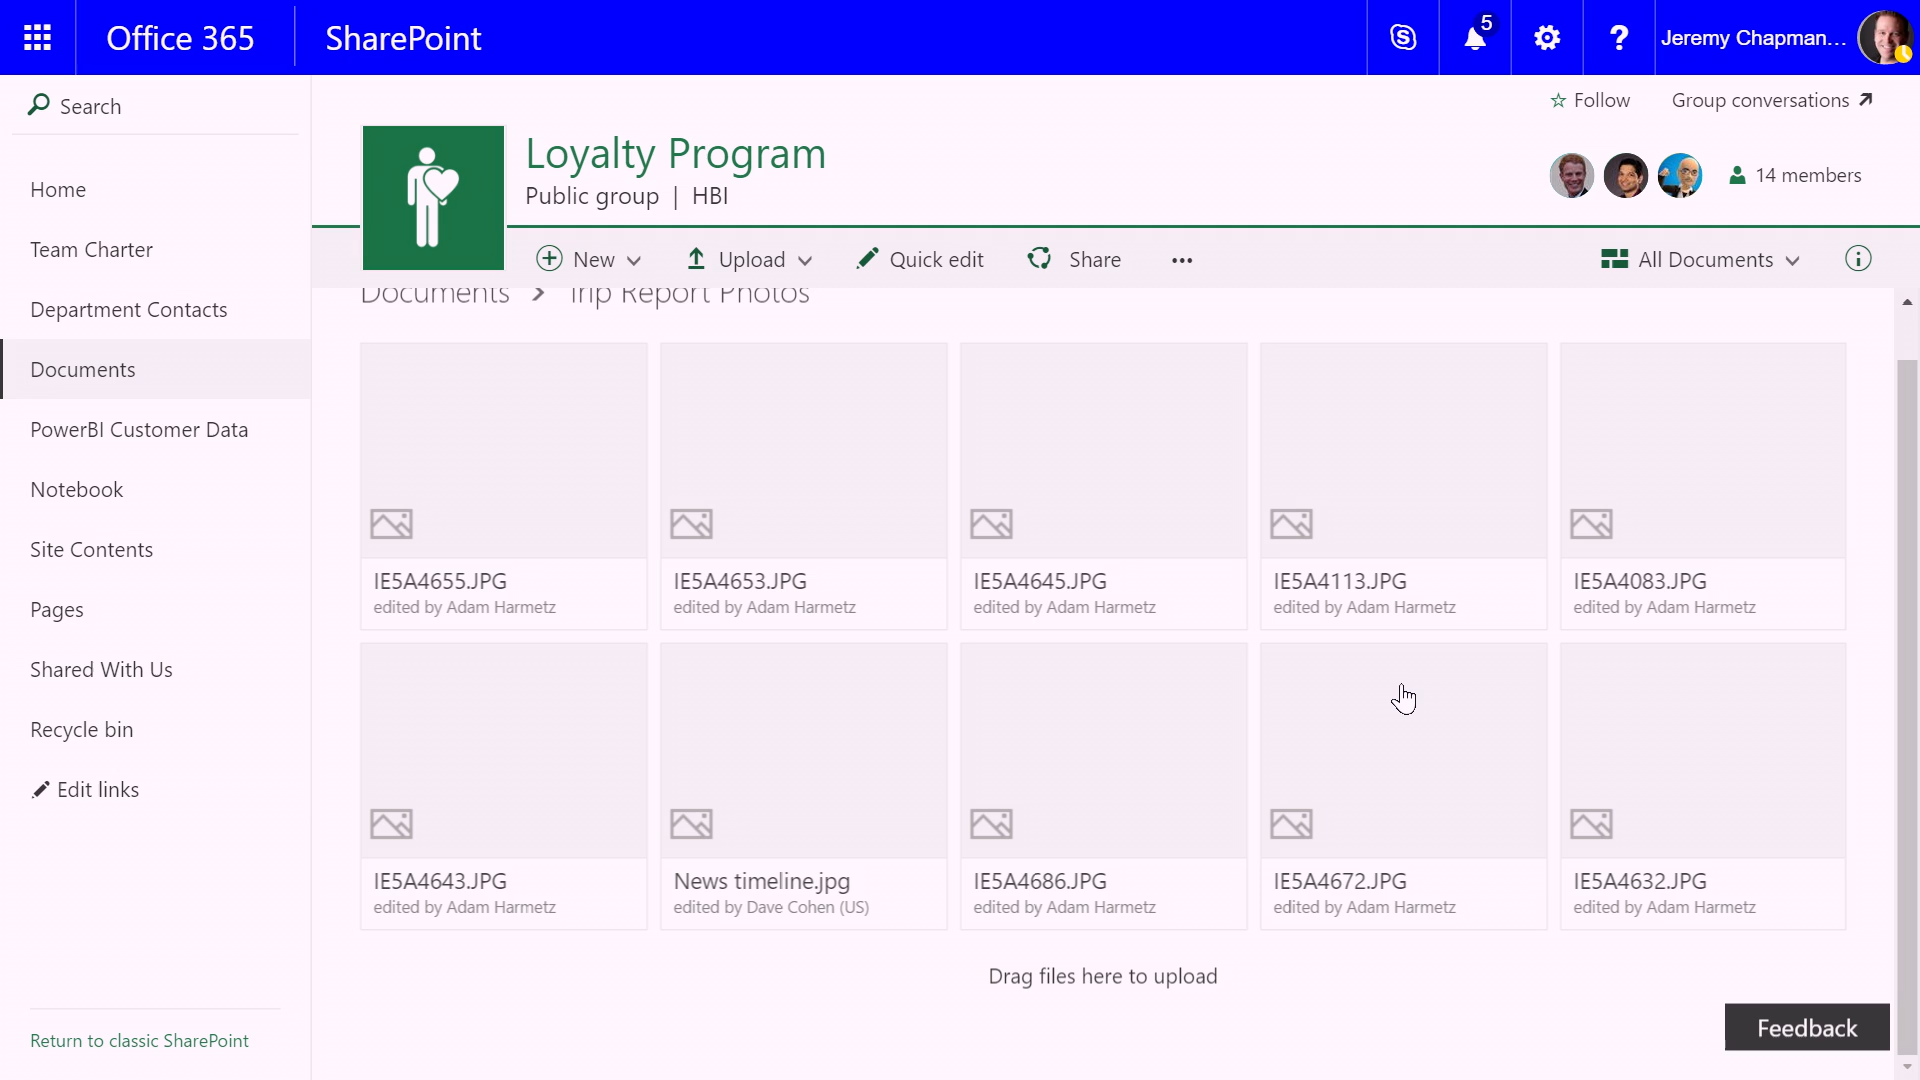 Office 365
SharePoint
5
?
Jeremy Chapman...
Search
Follow
Group conversations
Loyalty Program
Public group | HBI
14 members
Home
Team Charter
Department Contacts
Documents
PowerBI Customer Data
Notebook
Site Contents
Pages
Shared With Us
Recycle bin
Edit links
Return to classic SharePoint
New
Upload
Quick edit
Share
...
All Documents
Documents > Trip Report Photos
IE5A4655.JPG
edited by Adam Harmetz
IE5A4653.JPG
edited by Adam Harmetz
IE5A4645.JPG
edited by Adam Harmetz
IE5A4113.JPG
edited by Adam Harmetz
IE5A4083.JPG
edited by Adam Harmetz
IE5A4643.JPG
edited by Adam Harmetz
News timeline.jpg
edited by Dave Cohen (US)
IE5A4686.JPG
edited by Adam Harmetz
IE5A4672.JPG
edited by Adam Harmetz
IE5A4632.JPG
edited by Adam Harmetz
Drag files here to upload
Feedback